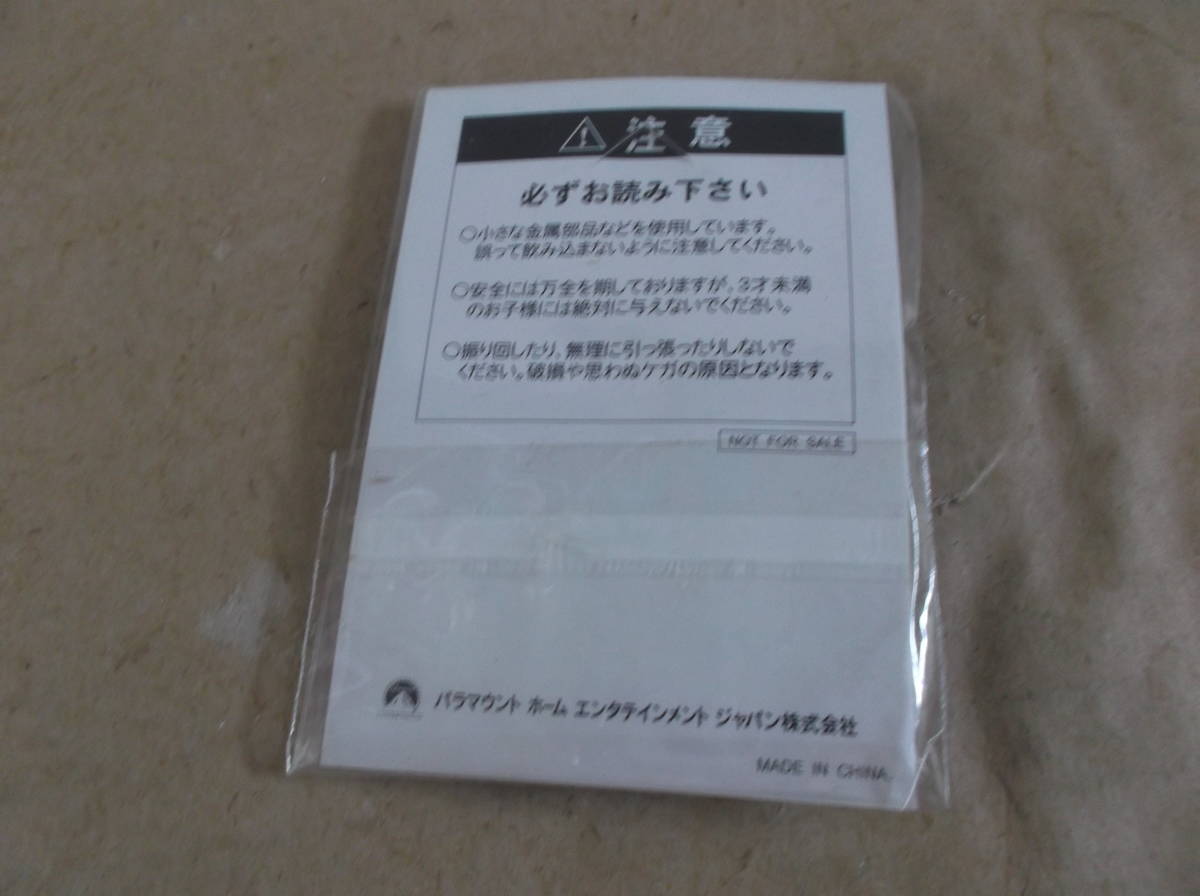 注意
必ずお読み下さい
○小さな金属部品などを使用しています。
誤って飲み込まないように注意してください。
○安全には万全を期しておりますが、3才未満
のお子様には絶対に与えないでください。
○振り回したり、無理に引っ張ったりしないで
ください。破損や思わぬケガの原因となります。
NOT FOR SALE
パラマウント ホーム エンタテインメント ジャパン株式会社
MADE IN CHINA.